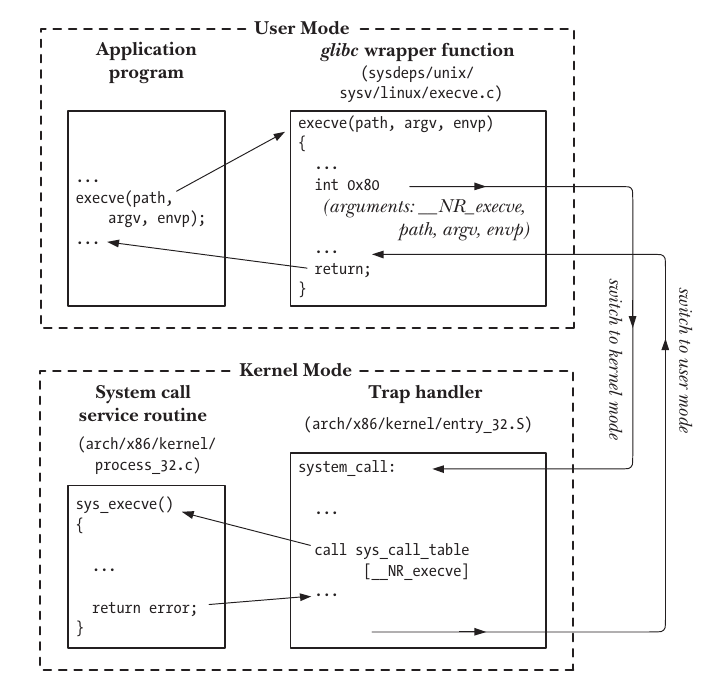 User Mode
Application
program
glibc wrapper function
(sysdeps/unix/
sysv/linux/execve.c)
...
execve(path,
argv, envp);
...
execve(path, argv, envp)
{
...
int 0x80
(arguments: __NR_execve,
path, argv, envp)
...
return;
}
switch to kernel mode
switch to user mode
Kernel Mode
System call
service routine
(arch/x86/kernel/
process_32.c)
Trap handler
(arch/x86/kernel/entry_32.S)
sys_execve()
{
...
return error;
}
system_call:
...
call sys_call_table
[__NR_execve]
...